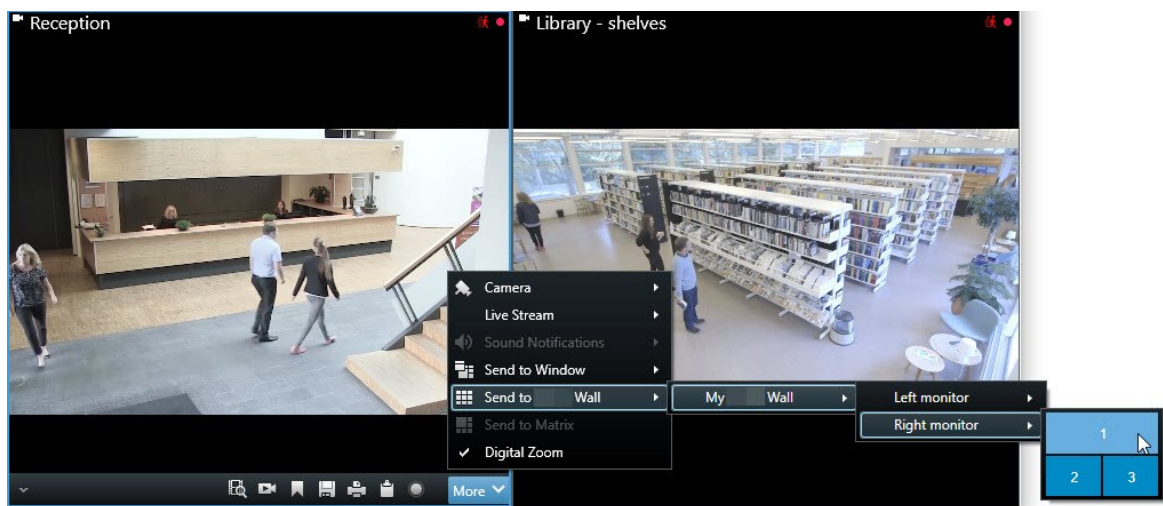 Reception
Library - shelves
Camera
Live Stream
Sound Notifications
Send to Window
Send to Wall
My Wall
Left monitor
Send to Matrix
Right monitor
Digital Zoom
1
2 3
More